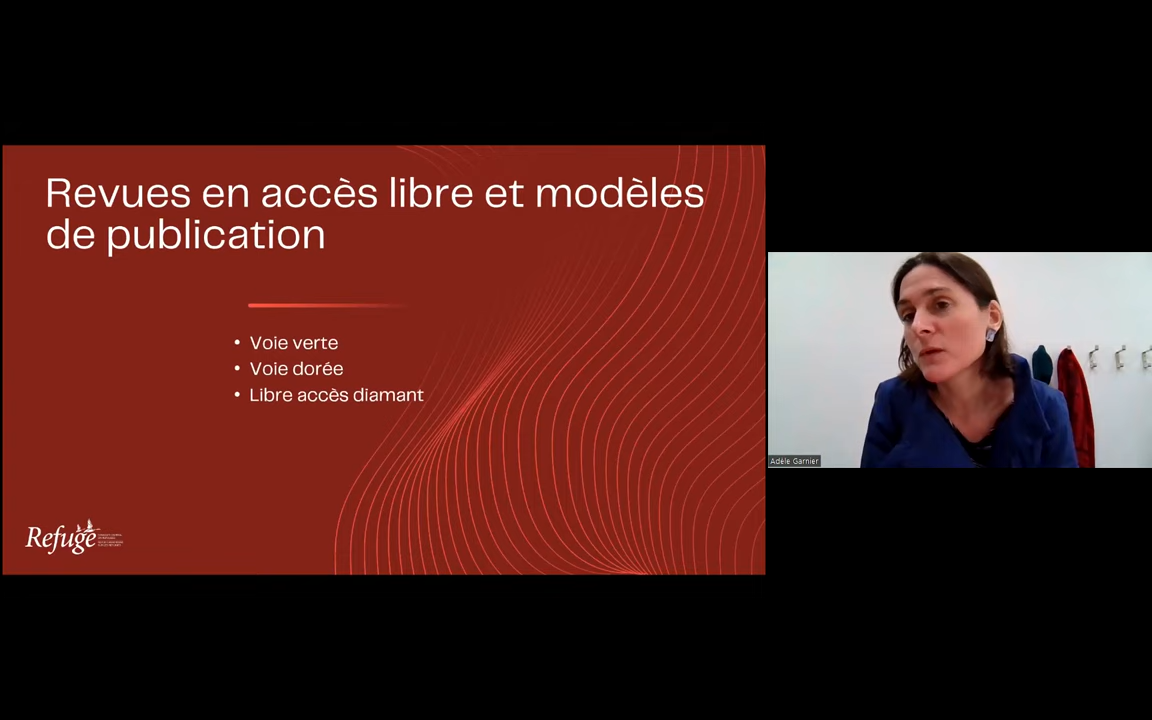 Revues en accès libre et modèles
de publication
• Voie verte
• Voie dorée
• Libre accès diamant
Refuge
Adèle Garnier